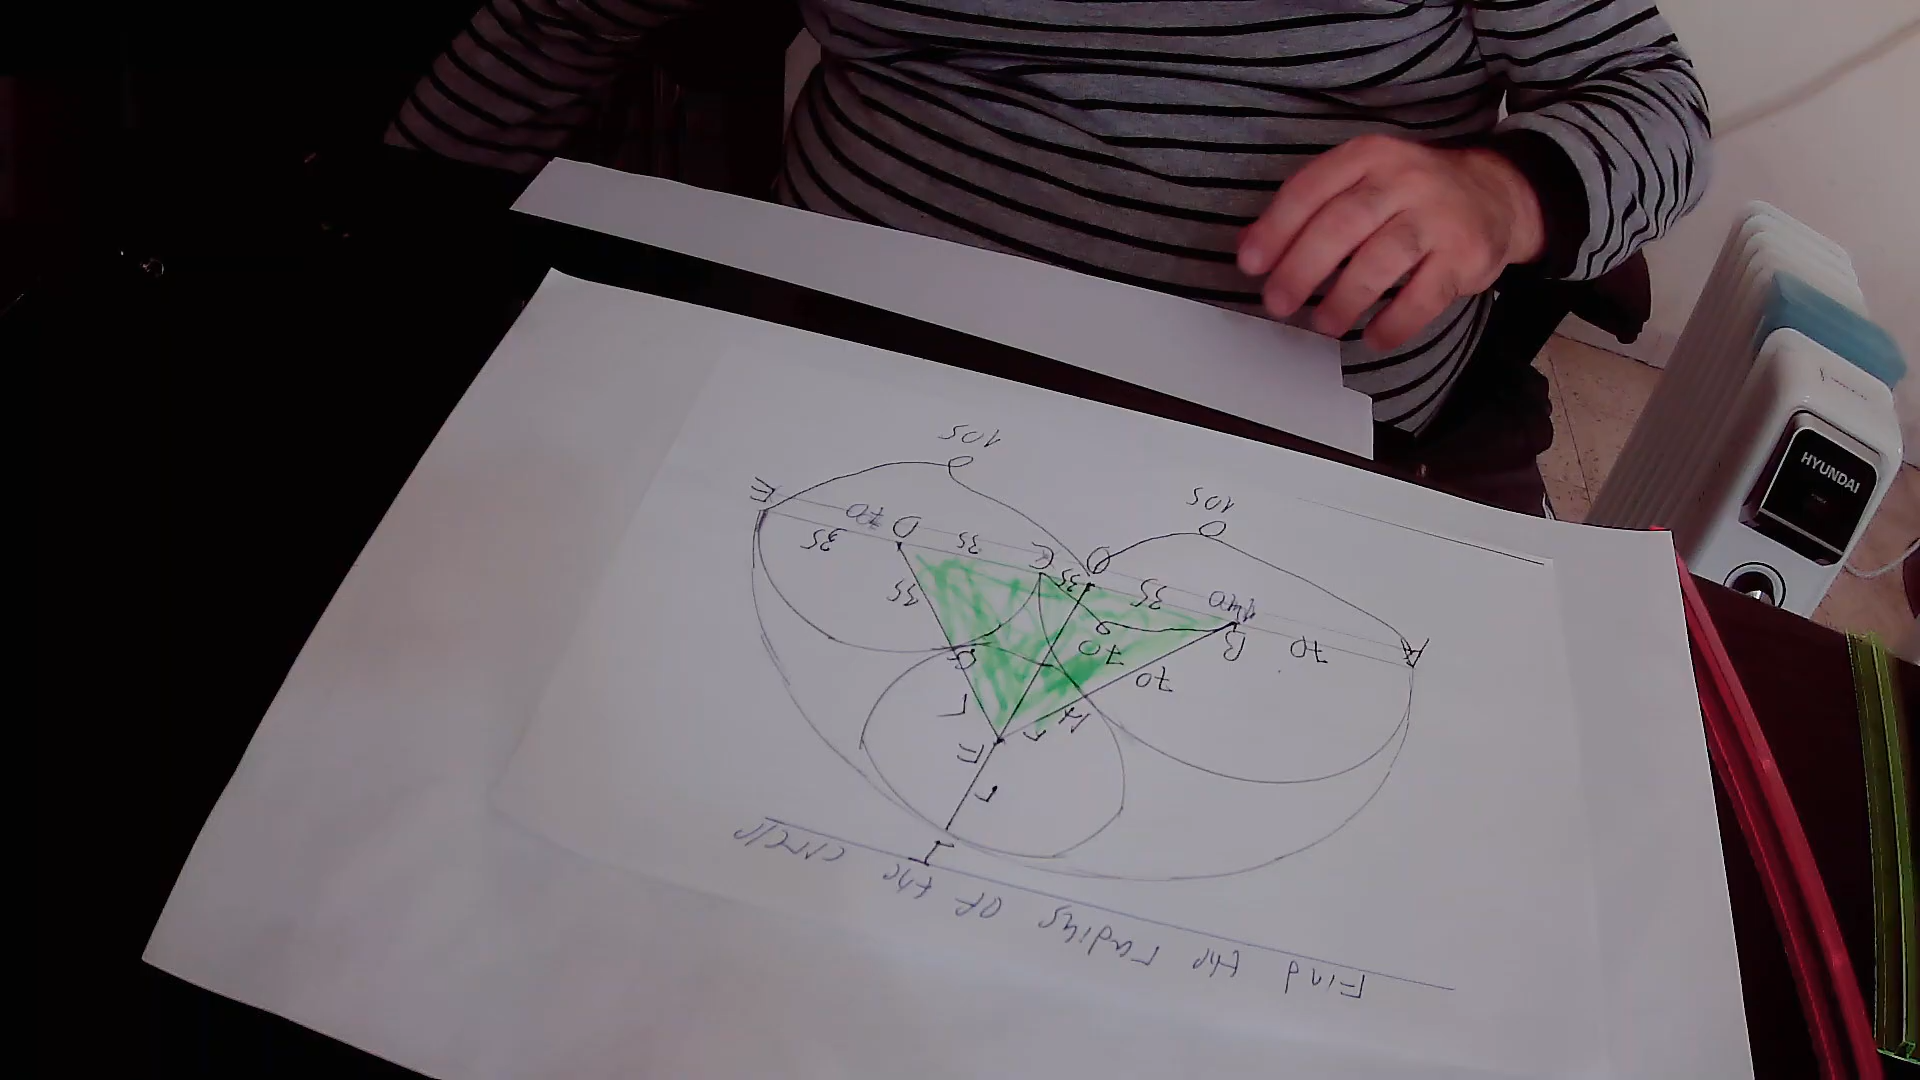 Find the radius of the circle
I
r
F
r
r
H
G
70
70
35
A
70
B
140
35
O
35
C
35
D
70
35
E
105
105
HYUNDAI